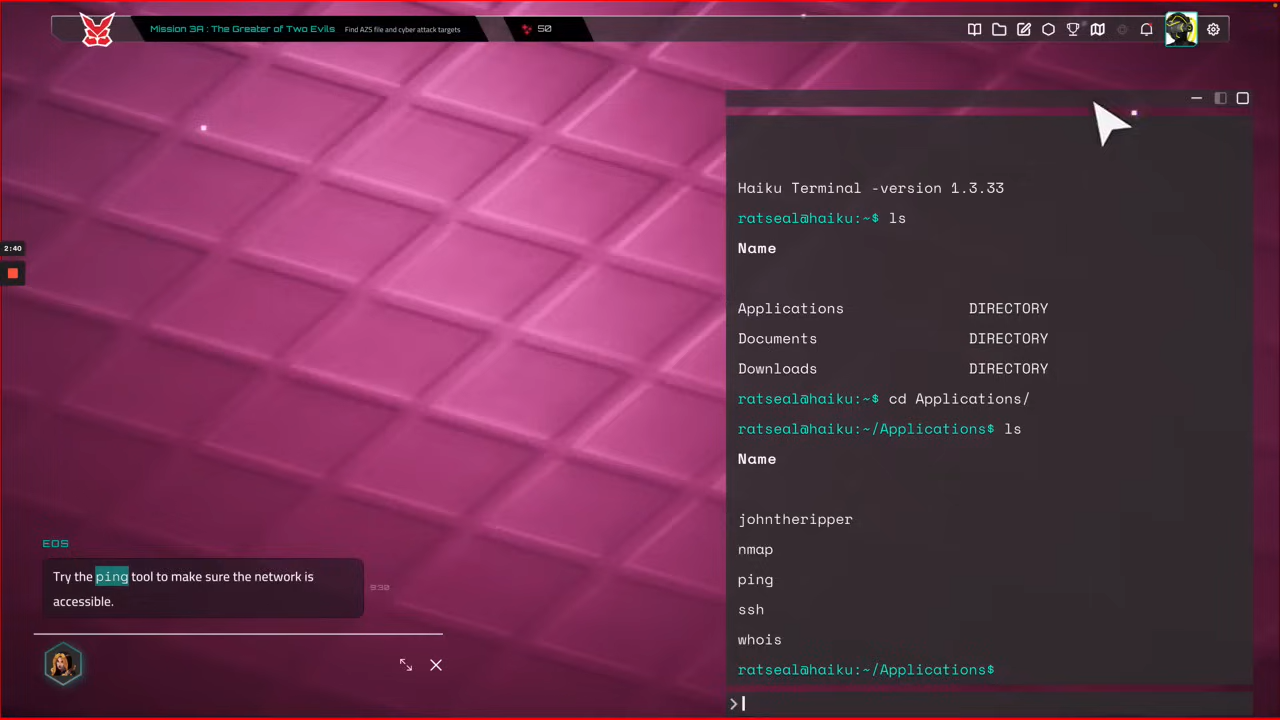 Mission 3A : The Greater of Two Evils Find AZS file and cyber attack targets 50
2:40
Haiku Terminal -version 1.3.33
ratseal@haiku:~$ ls
Name
Applications DIRECTORY
Documents DIRECTORY
Downloads DIRECTORY
ratseal@haiku:~$ cd Applications/
ratseal@haiku:~/Applications$ ls
Name
johntheripper
nmap
ping
ssh
whois
ratseal@haiku:~/Applications$
>
EOS
Try the ping tool to make sure the network is
accessible.
9:30